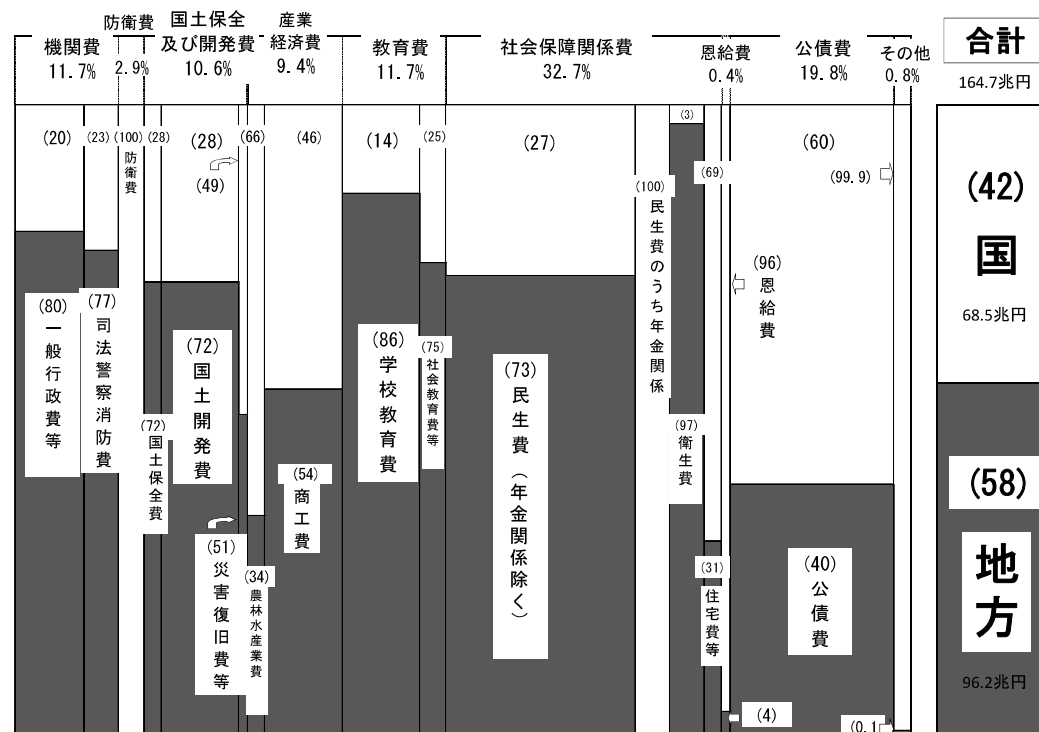 防衛費
2.9%
機関費
11.7%
国土保全
及び開発費
10.6%
産業
経済費
9.4%
教育費
11.7%
社会保障関係費
32.7%
恩給費
0.4%
公債費
19.8%
その他
0.8%
合計
164.7兆円
(20)
(23)
(100)
防衛費
(28)
(28)
(49)
(66)
(46)
(14)
(25)
(27)
(100)
民生費のうち年金関係
(3)
(69)
(96)
恩給費
(60)
(99.9)
(42)
国
68.5兆円
(80)
一般行政費等
(77)
司法警察消防費
(72)
国土保全費
(72)
国土開発費
(51)
災害復旧費等
(34)
農林水産業費
(54)
商工費
(86)
学校教育費
(75)
社会教育費等
(73)
民生費(年金関係除く)
(97)
衛生費
(31)
住宅費等
(4)
(40)
公債費
(0.1
(58)
地方
96.2兆円